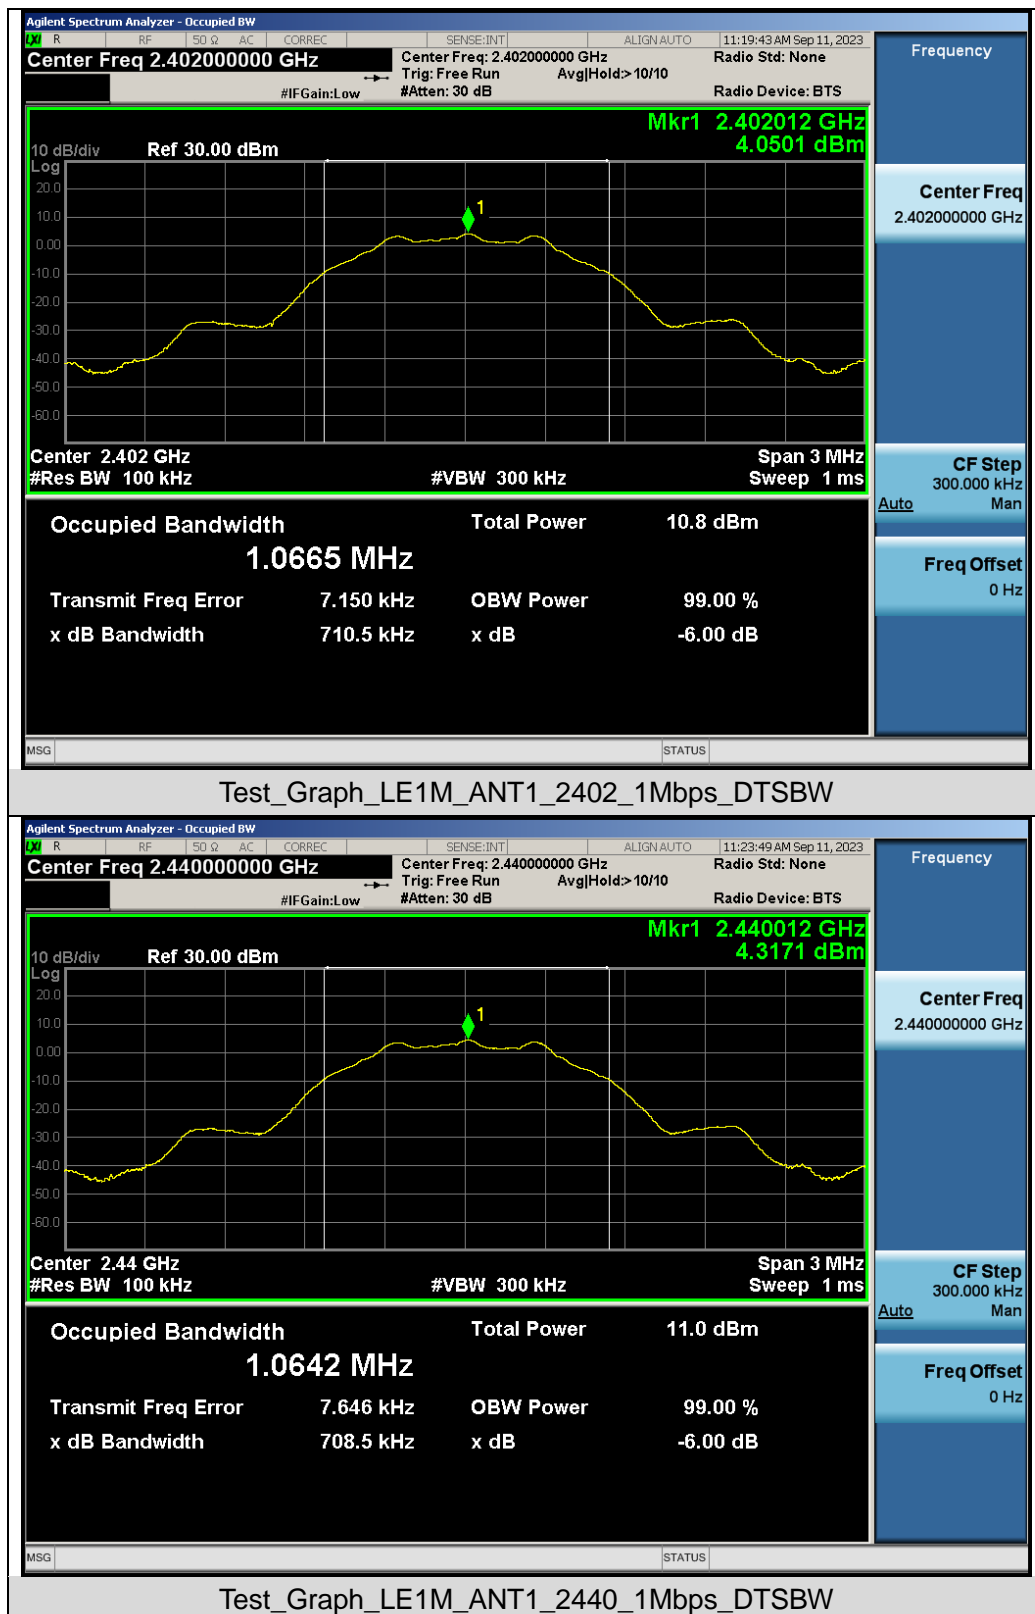 Agilent Spectrum Analyzer - Occupied BW
LXI R RF 50 Ω AC CORREC SENSE:INT ALIGN AUTO 11:19:43 AM Sep 11, 2023
Center Freq 2.402000000 GHz
Center Freq: 2.402000000 GHz
Radio Std: None
Trig: Free Run Avg|Hold:>10/10
#IFGain:Low
#Atten: 30 dB
Radio Device: BTS
Frequency
Mkr1 2.402012 GHz
4.0501 dBm
10 dB/div
Ref 30.00 dBm
Log
20.0
1
10.0
0.00
-10.0
-20.0
-30.0
-40.0
-50.0
-60.0
Center Freq
2.402000000 GHz
Center 2.402 GHz
Span 3 MHz
#Res BW 100 kHz
#VBW 300 kHz
Sweep 1 ms
CF Step
300.000 kHz
Auto Man
Occupied Bandwidth
Total Power 10.8 dBm
1.0665 MHz
Freq Offset
0 Hz
Transmit Freq Error 7.150 kHz OBW Power 99.00 %
x dB Bandwidth 710.5 kHz x dB -6.00 dB
MSG STATUS
Test_Graph_LE1M_ANT1_2402_1Mbps_DTSBW
Agilent Spectrum Analyzer - Occupied BW
LXI R RF 50 Ω AC CORREC SENSE:INT ALIGN AUTO 11:23:49 AM Sep 11, 2023
Center Freq 2.440000000 GHz
Center Freq: 2.440000000 GHz
Radio Std: None
Trig: Free Run Avg|Hold:>10/10
#IFGain:Low
#Atten: 30 dB
Radio Device: BTS
Frequency
Mkr1 2.440012 GHz
4.3171 dBm
10 dB/div
Ref 30.00 dBm
Log
20.0
1
10.0
0.00
-10.0
-20.0
-30.0
-40.0
-50.0
-60.0
Center Freq
2.440000000 GHz
Center 2.44 GHz
Span 3 MHz
#Res BW 100 kHz
#VBW 300 kHz
Sweep 1 ms
CF Step
300.000 kHz
Auto Man
Occupied Bandwidth
Total Power 11.0 dBm
1.0642 MHz
Freq Offset
0 Hz
Transmit Freq Error 7.646 kHz OBW Power 99.00 %
x dB Bandwidth 708.5 kHz x dB -6.00 dB
MSG STATUS
Test_Graph_LE1M_ANT1_2440_1Mbps_DTSBW